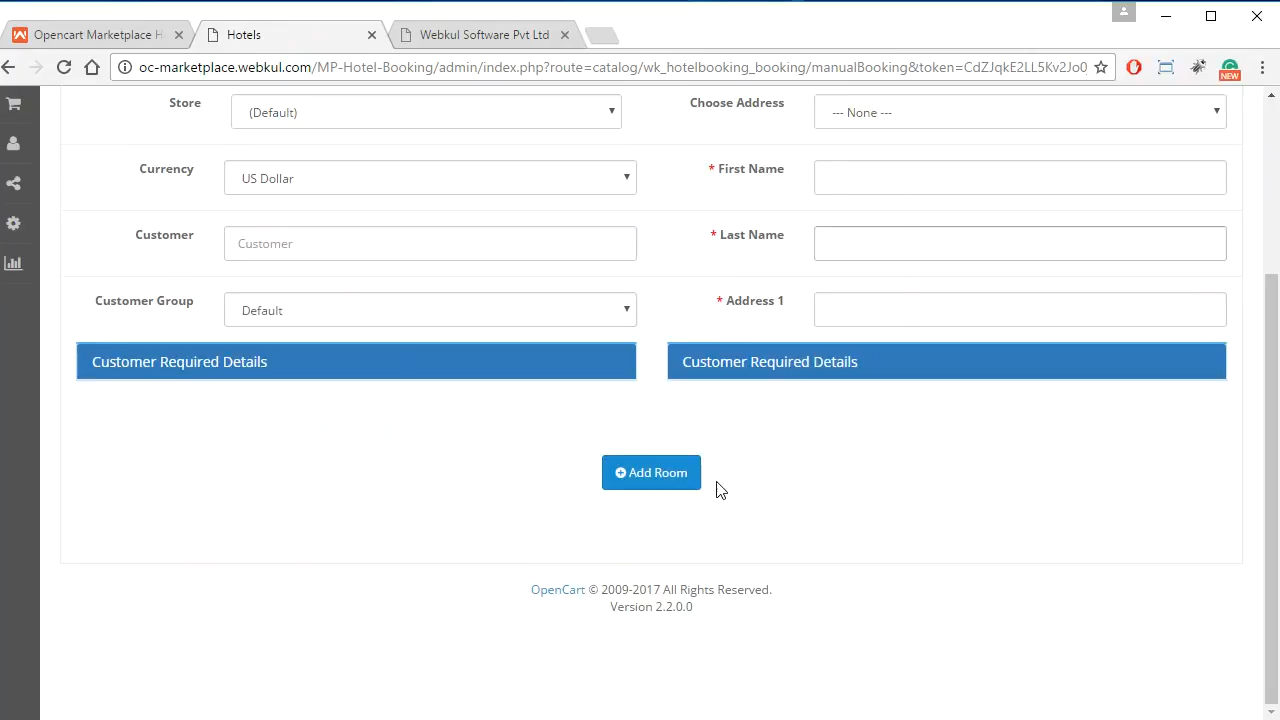 Opencart Marketplace H
Hotels
Webkul Software Pvt Ltd
oc-marketplace.webkul.com/MP-Hotel-Booking/admin/index.php?route=catalog/wk_hotelbooking_booking/manualBooking&token=CdZJqkE2LL5Kv2Jo0
NEW
Store
(Default)
Choose Address
--- None ---
Currency
US Dollar
* First Name
Customer
Customer
* Last Name
Customer Group
Default
* Address 1
Customer Required Details
Customer Required Details
Add Room
OpenCart © 2009-2017 All Rights Reserved.
Version 2.2.0.0